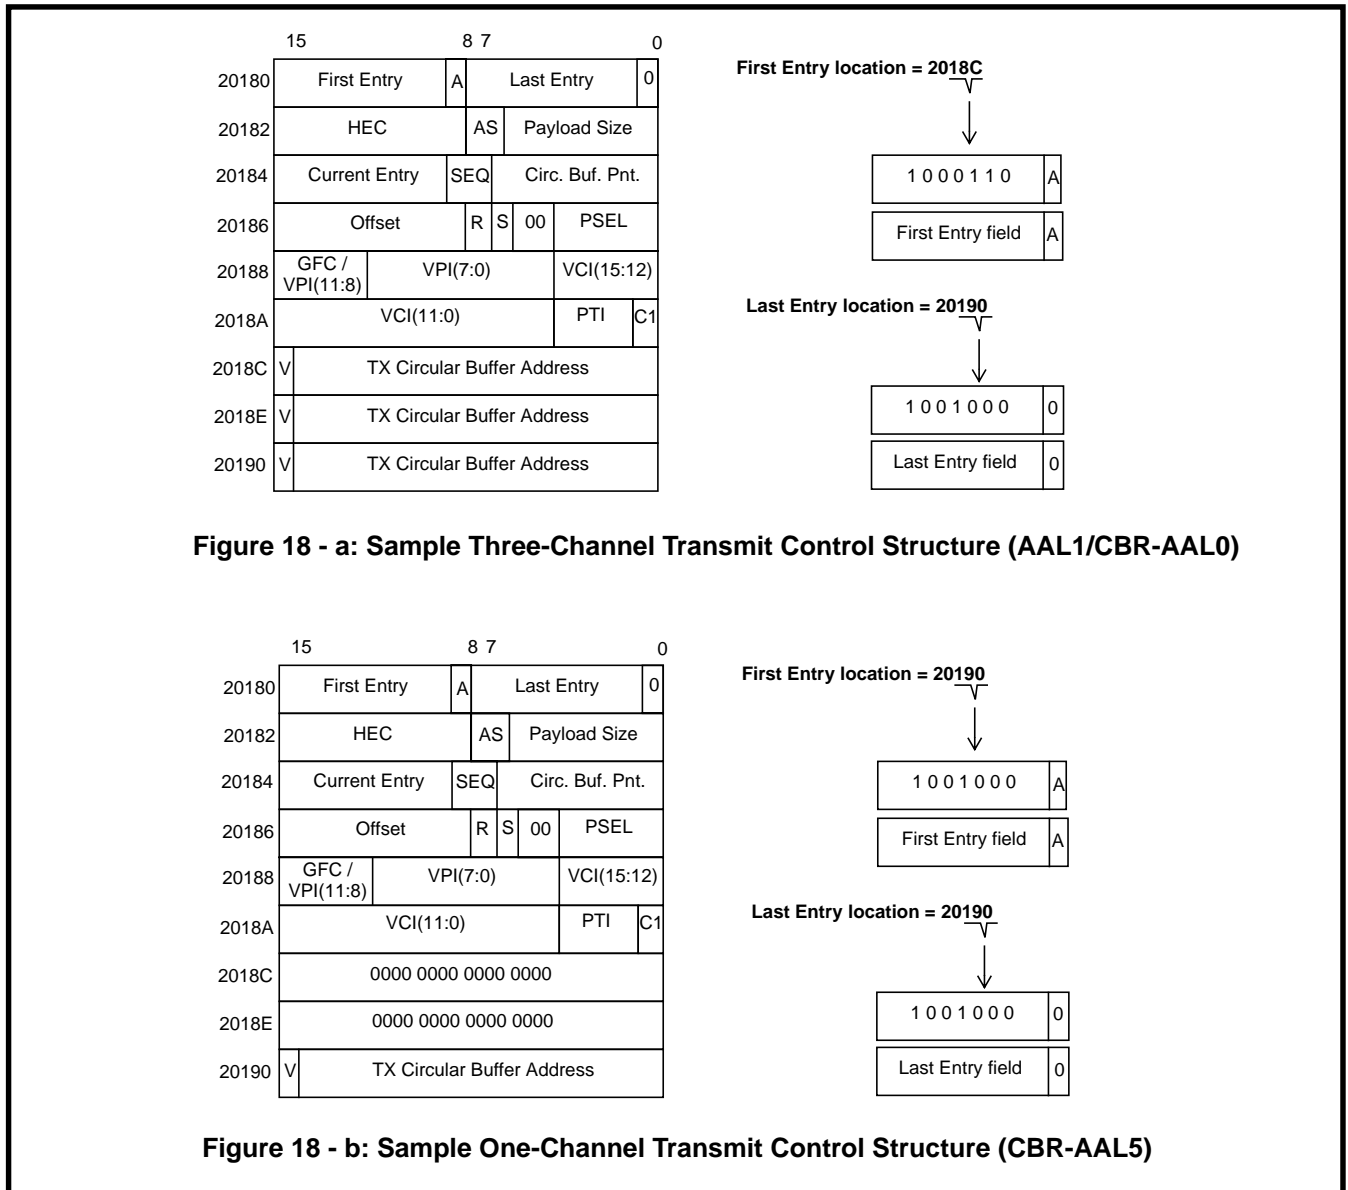 15 8 7 0
20180 First Entry A Last Entry 0
20182 HEC AS Payload Size
20184 Current Entry SEQ Circ. Buf. Pnt.
20186 Offset R S 00 PSEL
20188 GFC / VPI(11:8) VPI(7:0) VCI(15:12)
2018A VCI(11:0) PTI C1
2018C V TX Circular Buffer Address
2018E V TX Circular Buffer Address
20190 V TX Circular Buffer Address
First Entry location = 2018C
1 0 0 0 1 1 0 A
First Entry field A
Last Entry location = 20190
1 0 0 1 0 0 0 0
Last Entry field 0
Figure 18 - a: Sample Three-Channel Transmit Control Structure (AAL1/CBR-AAL0)
15 8 7 0
20180 First Entry A Last Entry 0
20182 HEC AS Payload Size
20184 Current Entry SEQ Circ. Buf. Pnt.
20186 Offset R S 00 PSEL
20188 GFC / VPI(11:8) VPI(7:0) VCI(15:12)
2018A VCI(11:0) PTI C1
2018C 0000 0000 0000 0000
2018E 0000 0000 0000 0000
20190 V TX Circular Buffer Address
First Entry location = 20190
1 0 0 1 0 0 0 A
First Entry field A
Last Entry location = 20190
1 0 0 1 0 0 0 0
Last Entry field 0
Figure 18 - b: Sample One-Channel Transmit Control Structure (CBR-AAL5)